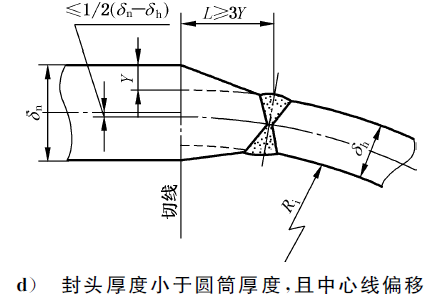 ≤1/2(δn−δh)
L≥3Y
Y
δn
δh
Ri
切线
d) 封头厚度小于圆筒厚度,且中心线偏移